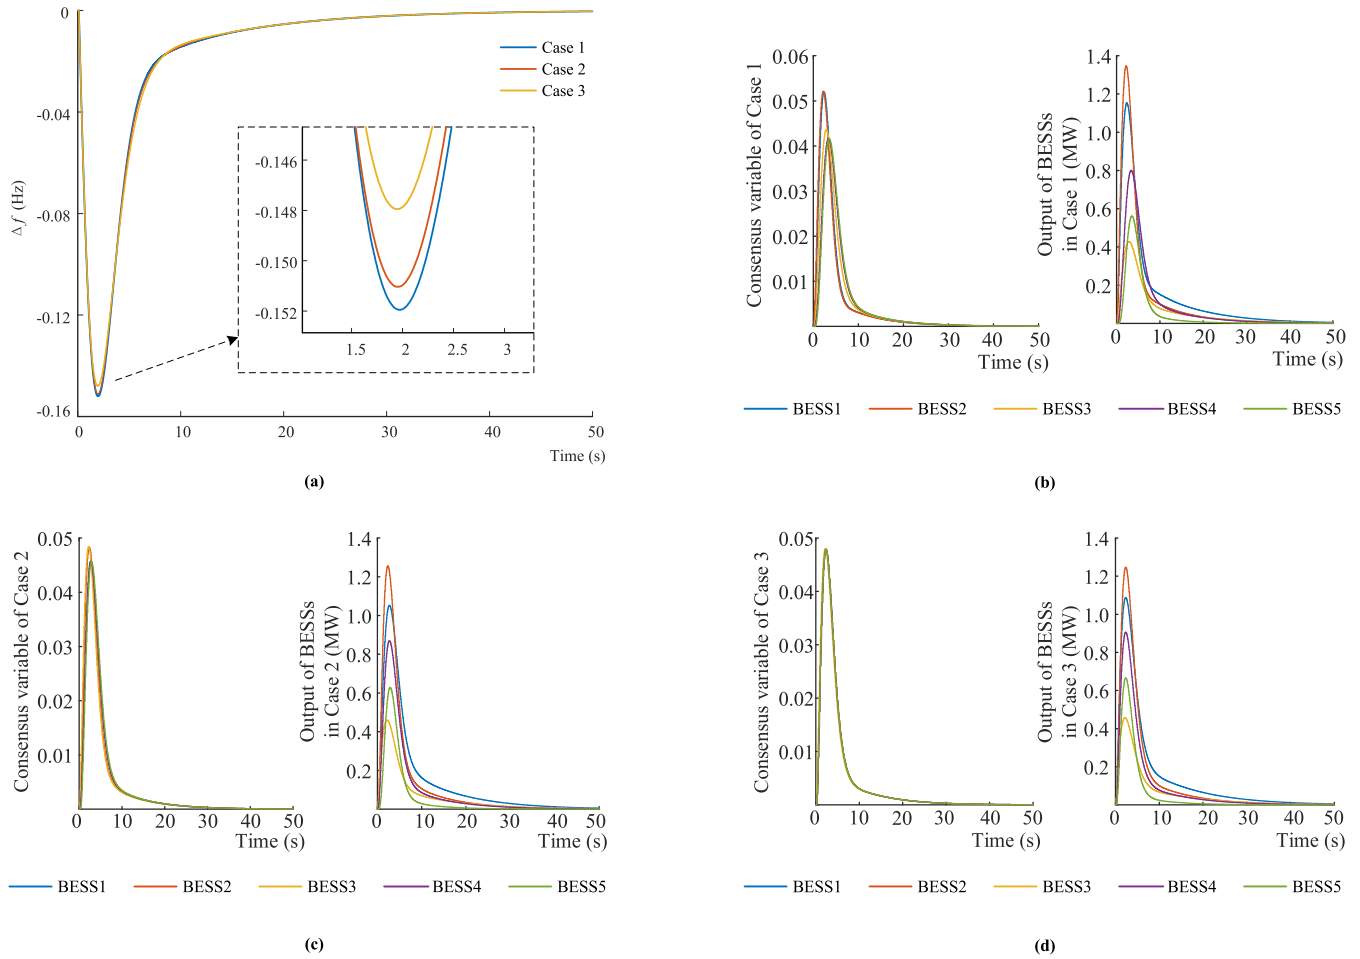 0
-0.04
-0.08
-0.12
-0.16
Δf (Hz)
Case 1
Case 2
Case 3
-0.146
-0.148
-0.150
-0.152
1.5 2 2.5 3
0 10 20 30 40 50
Time (s)
(a)
Consensus variable of Case 1
0.06
0.05
0.04
0.03
0.02
0.01
0 10 20 30 40 50
Time (s)
Output of BESSs
in Case 1 (MW)
1.4
1.2
1.0
0.8
0.6
0.4
0.2
0 10 20 30 40 50
Time (s)
BESS1 BESS2 BESS3 BESS4 BESS5
(b)
Consensus variable of Case 2
0.05
0.04
0.03
0.02
0.01
0 10 20 30 40 50
Time (s)
Output of BESSs
in Case 2 (MW)
1.4
1.2
1.0
0.8
0.6
0.4
0.2
0 10 20 30 40 50
Time (s)
BESS1 BESS2 BESS3 BESS4 BESS5
(c)
Consensus variable of Case 3
0.05
0.04
0.03
0.02
0.01
0 10 20 30 40 50
Time (s)
Output of BESSs
in Case 3 (MW)
1.4
1.2
1.0
0.8
0.6
0.4
0.2
0 10 20 30 40 50
Time (s)
BESS1 BESS2 BESS3 BESS4 BESS5
(d)